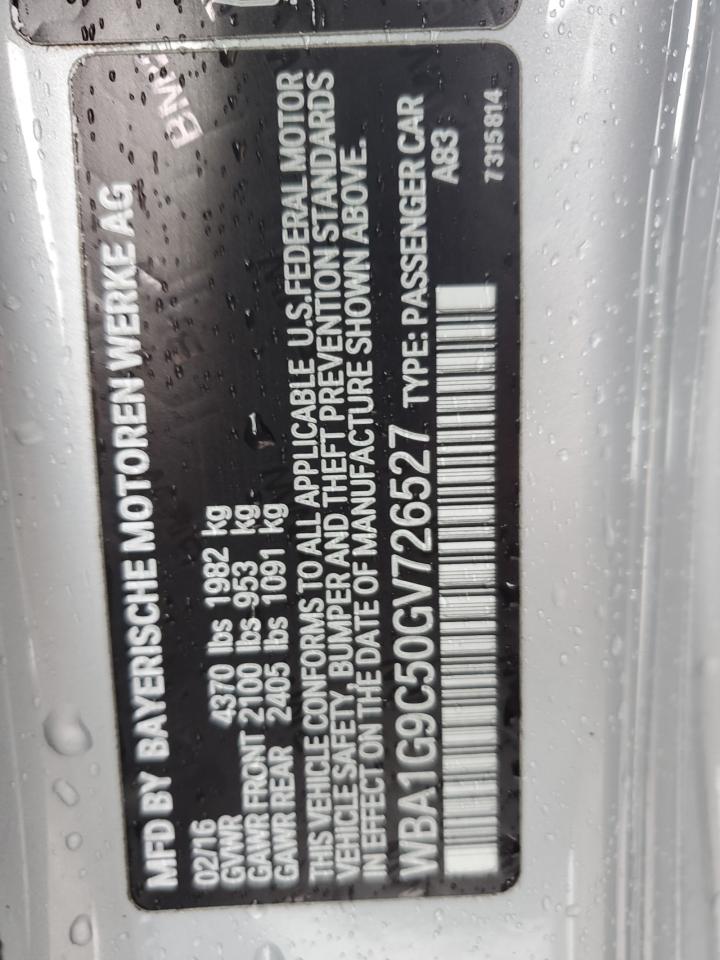 MFD BY BAYERISCHE MOTOREN WERKE AG
02/16
GVWR 4370 lbs 1982 kg
GAWR FRONT 2100 lbs 953 kg
GAWR REAR 2405 lbs 1091 kg
THIS VEHICLE CONFORMS TO ALL APPLICABLE U.S.FEDERAL MOTOR
VEHICLE SAFETY, BUMPER AND THEFT PREVENTION STANDARDS
IN EFFECT ON THE DATE OF MANUFACTURE SHOWN ABOVE.
WBA1G9C50GV726527 TYPE: PASSENGER CAR
A83
7315814